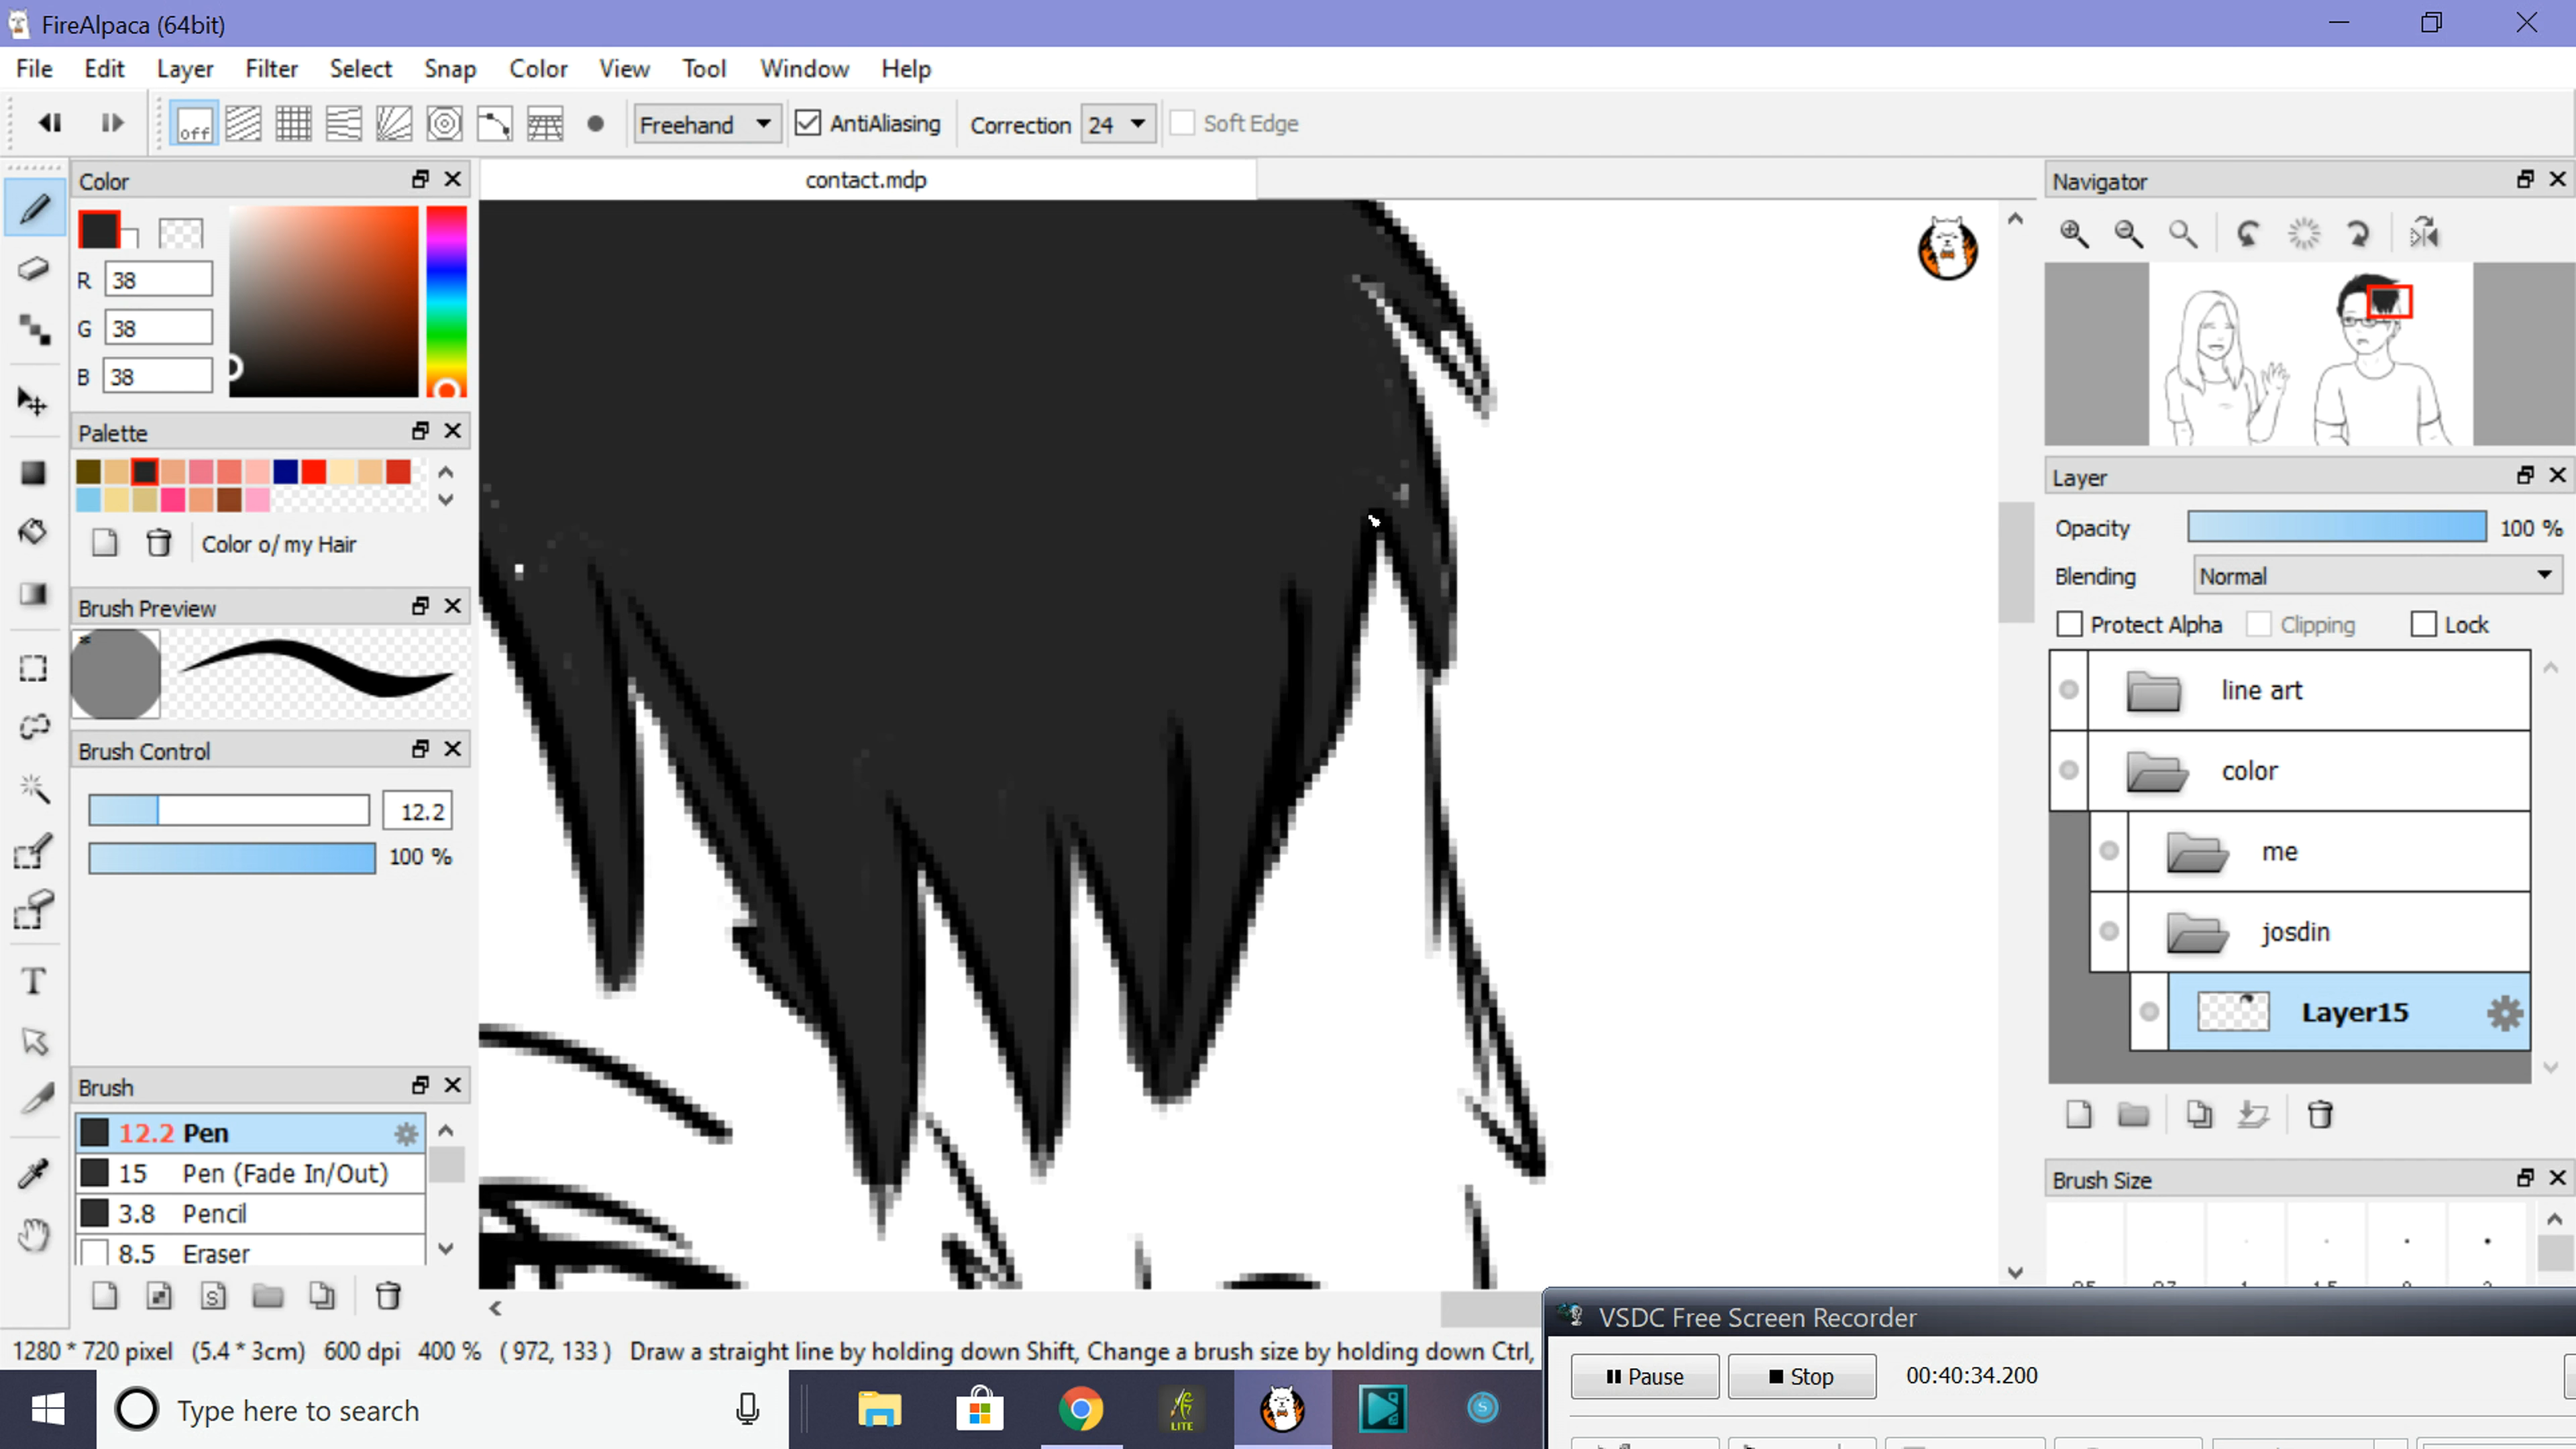 FireAlpaca (64bit)
File Edit Layer Filter Select Snap Color View Tool Window Help
off Freehand AntiAliasing Correction 24 Soft Edge
Color
R 38
G 38
B 38
Palette
Color o/ my Hair
Brush Preview
Brush Control
12.2
100 %
Brush
12.2 Pen
15 Pen (Fade In/Out)
3.8 Pencil
8.5 Eraser
contact.mdp
Navigator
Layer
Opacity 100 %
Blending Normal
Protect Alpha Clipping Lock
line art
color
me
josdin
Layer15
Brush Size
1280 * 720 pixel (5.4 * 3cm) 600 dpi 400 % ( 972, 133 ) Draw a straight line by holding down Shift, Change a brush size by holding down Ctrl,
VSDC Free Screen Recorder
Pause Stop 00:40:34.200
Type here to search
LITE
S